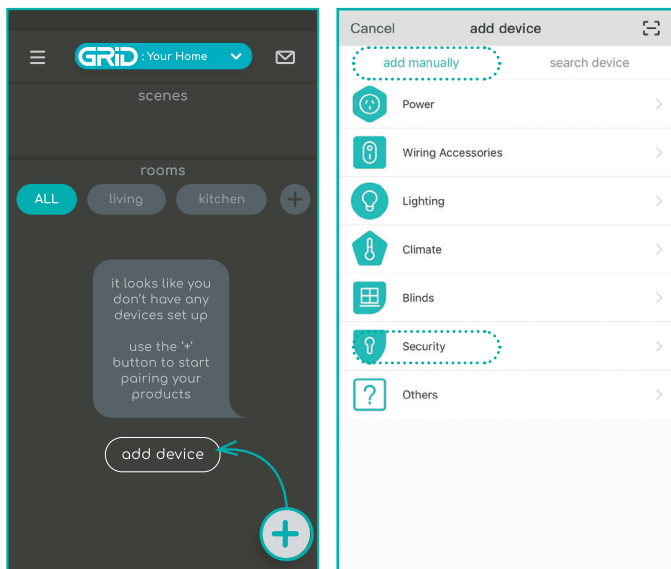 GRiD : Your Home
scenes
rooms
ALL
living
kitchen
+
it looks like you
don't have any
devices set up
use the '+'
button to start
pairing your
products
add device
+
Cancel
add device
add manually
search device
Power
Wiring Accessories
Lighting
Climate
Blinds
Security
? Others